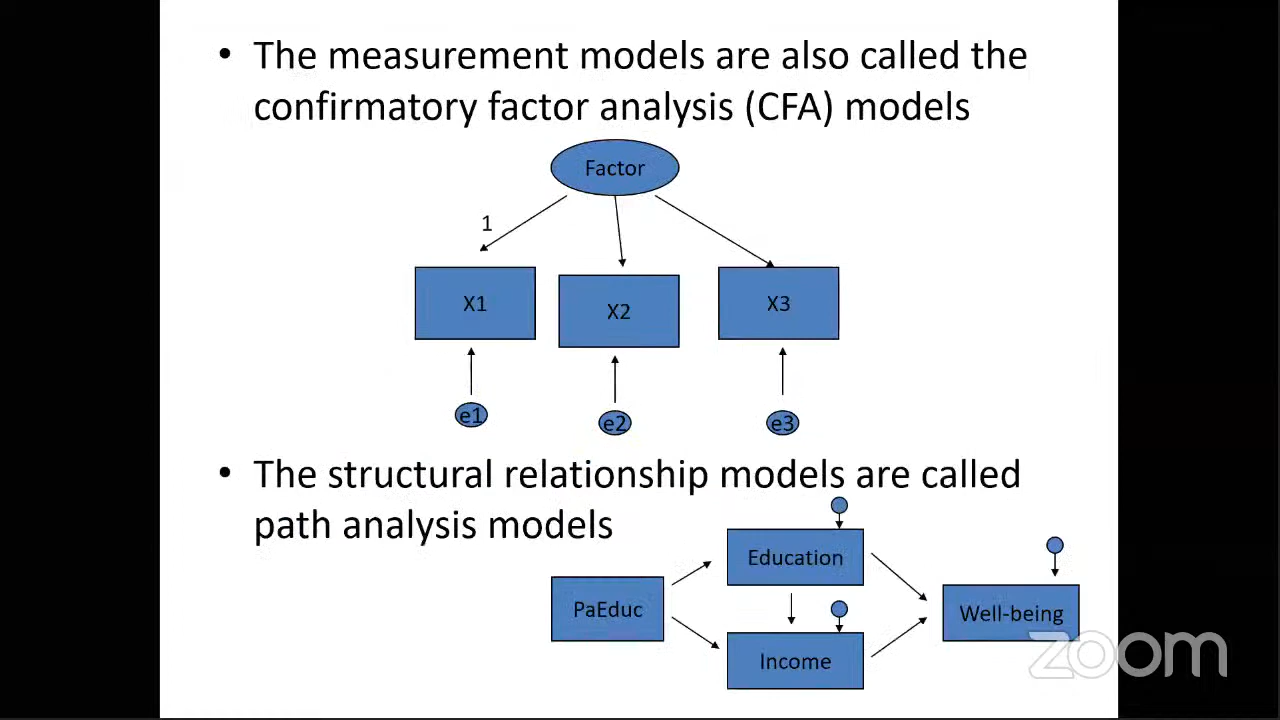 • The measurement models are also called the
confirmatory factor analysis (CFA) models
Factor
1
X1
X2
X3
e1
e2
e3
• The structural relationship models are called
path analysis models
Education
PaEduc
Well-being
Income
zoom